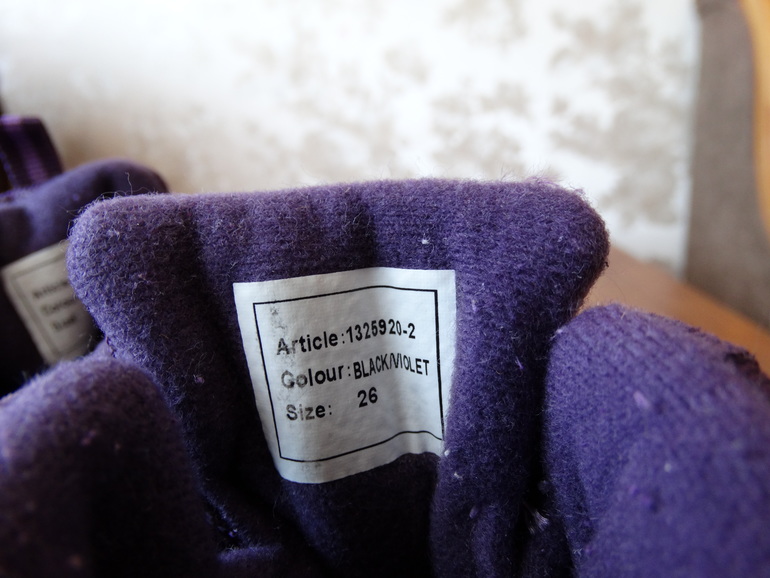 Article:1325920-2
Colour:BLACK/VIOLET
Size: 26